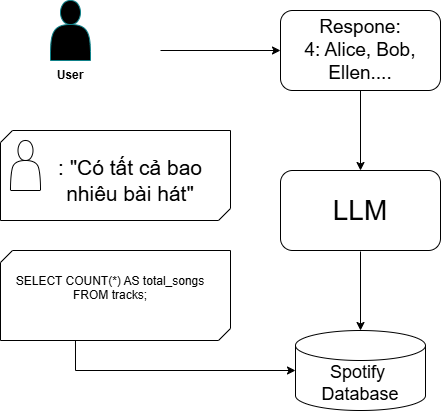 User
Respone:
4: Alice, Bob,
Ellen....
: "Có tất cả bao
nhiêu bài hát"
LLM
SELECT COUNT(*) AS total_songs
FROM tracks;
Spotify
Database